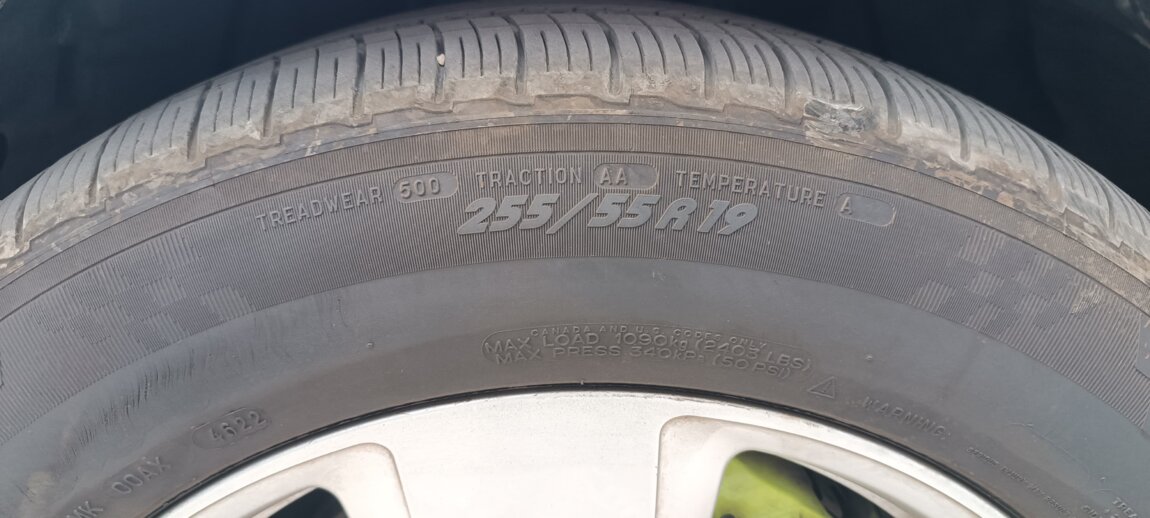 TREADWEAR 500 TRACTION AA TEMPERATURE A
255/55R19
CANADA AND U.S. CODES ONLY
MAX LOAD 1090kg (2403 LBS)
MAX PRESS 340kPa (50 PSI)
WARNING:
4622
00AX